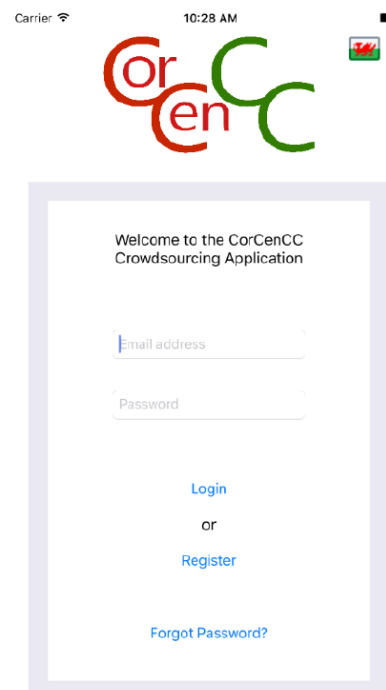 Carrier
10:28 AM
CorCenCC
Welcome to the CorCenCC
Crowdsourcing Application
Email address
Password
Login
or
Register
Forgot Password?